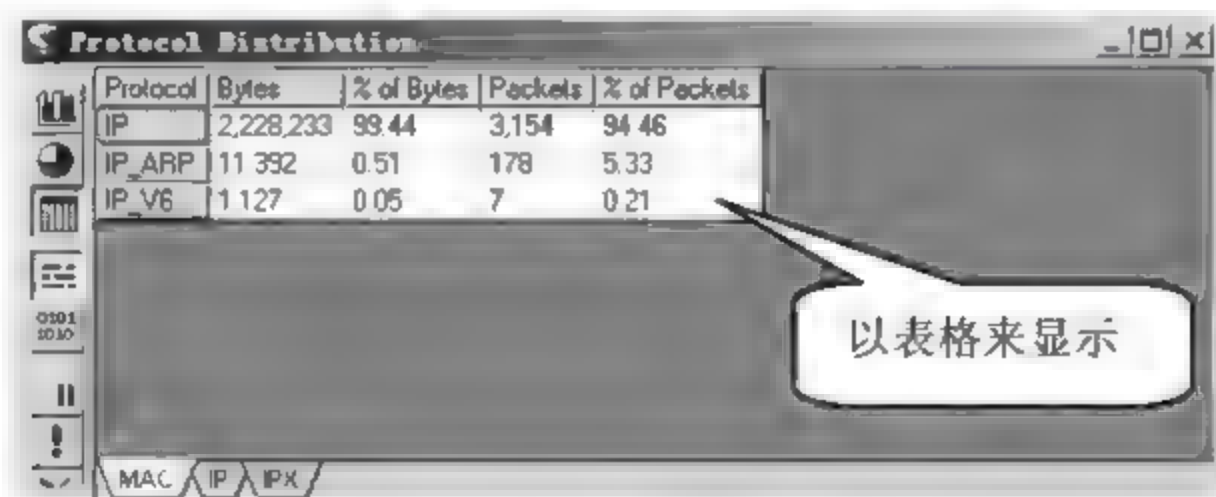 Protocol Distribution
Protocol Bytes % of Bytes Packets % of Packets
IP 2,228,233 99.44 3,154 94.46
IP_ARP 11 392 0.51 178 5.33
IP_V6 1 127 0 05 7 0 21
以表格来显示
0101
1010
MAC IP IPX